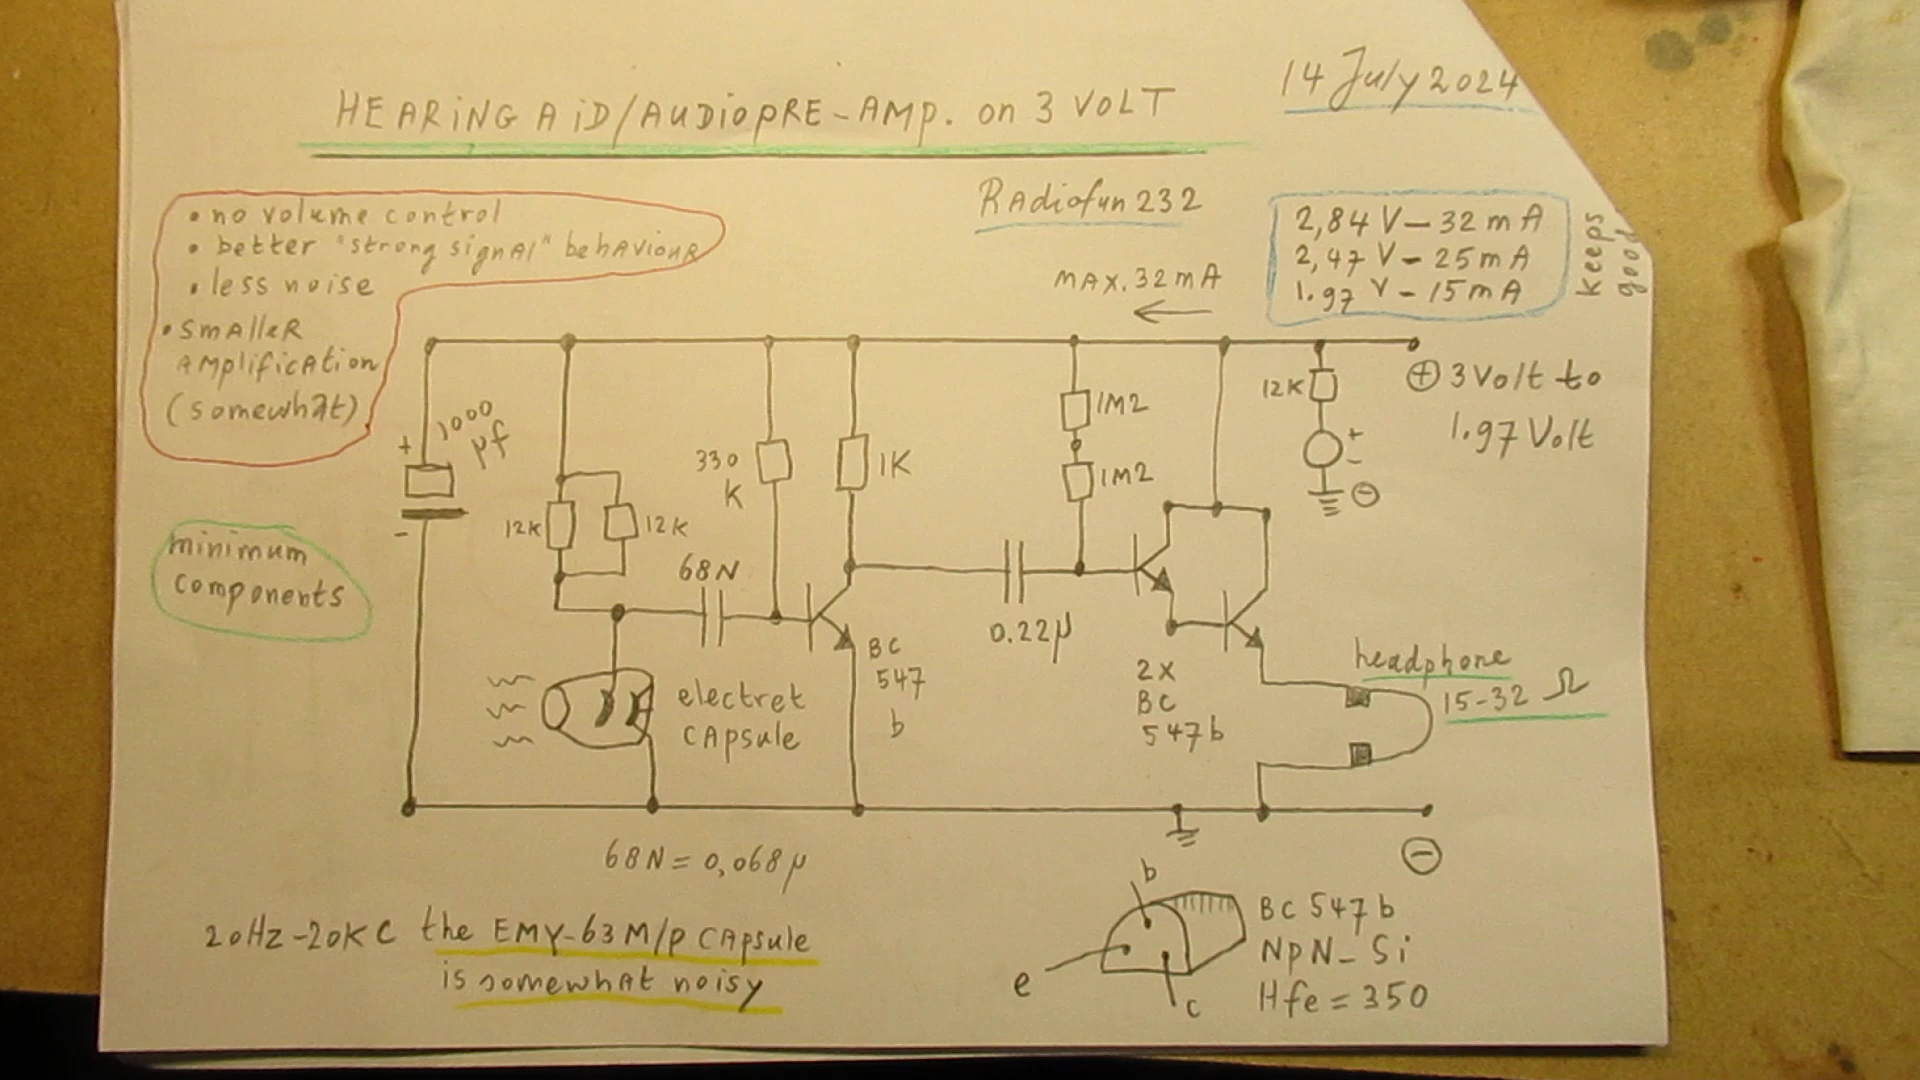 14 July 2024
HEARING AiD/AUDIOPRE-AMP. on 3 VOLT
RADiofun 232
• no volume control
• better "strong signal" behaviour
• less noise
• smalleR
AMplificAtion
(somewhat)
2,84 V - 32 mA
2,47 V - 25 mA
1.97 V - 15 mA
keeps
good
MAX. 32 mA
+
1000
µf
-
330
K
1K
1M2
1M2
12K
+
-
⊖
⊕ 3 Volt to
1.97 Volt
12K
12K
68N
minimum
components
0.22µ
BC
547
b
electret
CApsule
2x
BC
547b
headphone
15-32 Ω
⊖
68N = 0,068µ
20Hz-20KC the EMY-63M/p CApsule
is somewhat noisy
b
e
c
BC 547b
NpN-Si
Hfe = 350